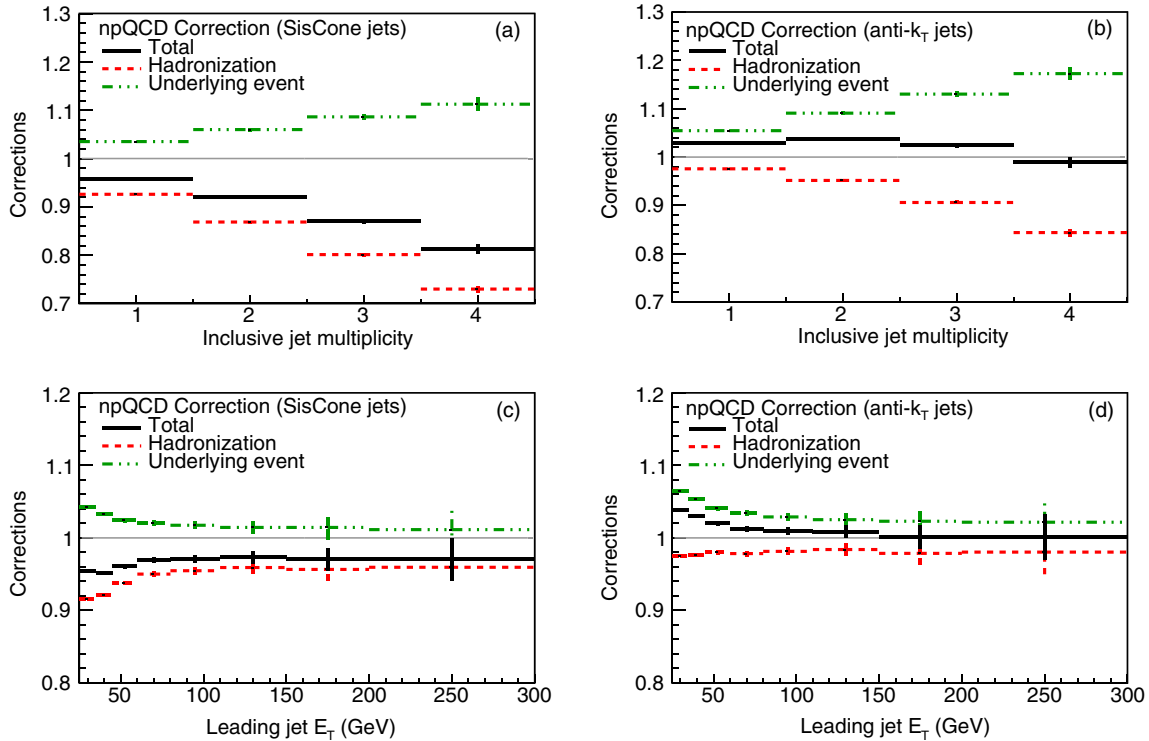 npQCD Correction (SisCone jets) (a)
Total
Hadronization
Underlying event
Corrections
1.3
1.2
1.1
1
0.9
0.8
0.7
1 2 3 4
Inclusive jet multiplicity
npQCD Correction (anti-k_T jets) (b)
Total
Hadronization
Underlying event
Corrections
1.3
1.2
1.1
1
0.9
0.8
0.7
1 2 3 4
Inclusive jet multiplicity
npQCD Correction (SisCone jets) (c)
Total
Hadronization
Underlying event
Corrections
1.2
1.1
1
0.9
0.8
50 100 150 200 250 300
Leading jet E_T (GeV)
npQCD Correction (anti-k_T jets) (d)
Total
Hadronization
Underlying event
Corrections
1.2
1.1
1
0.9
0.8
50 100 150 200 250 300
Leading jet E_T (GeV)